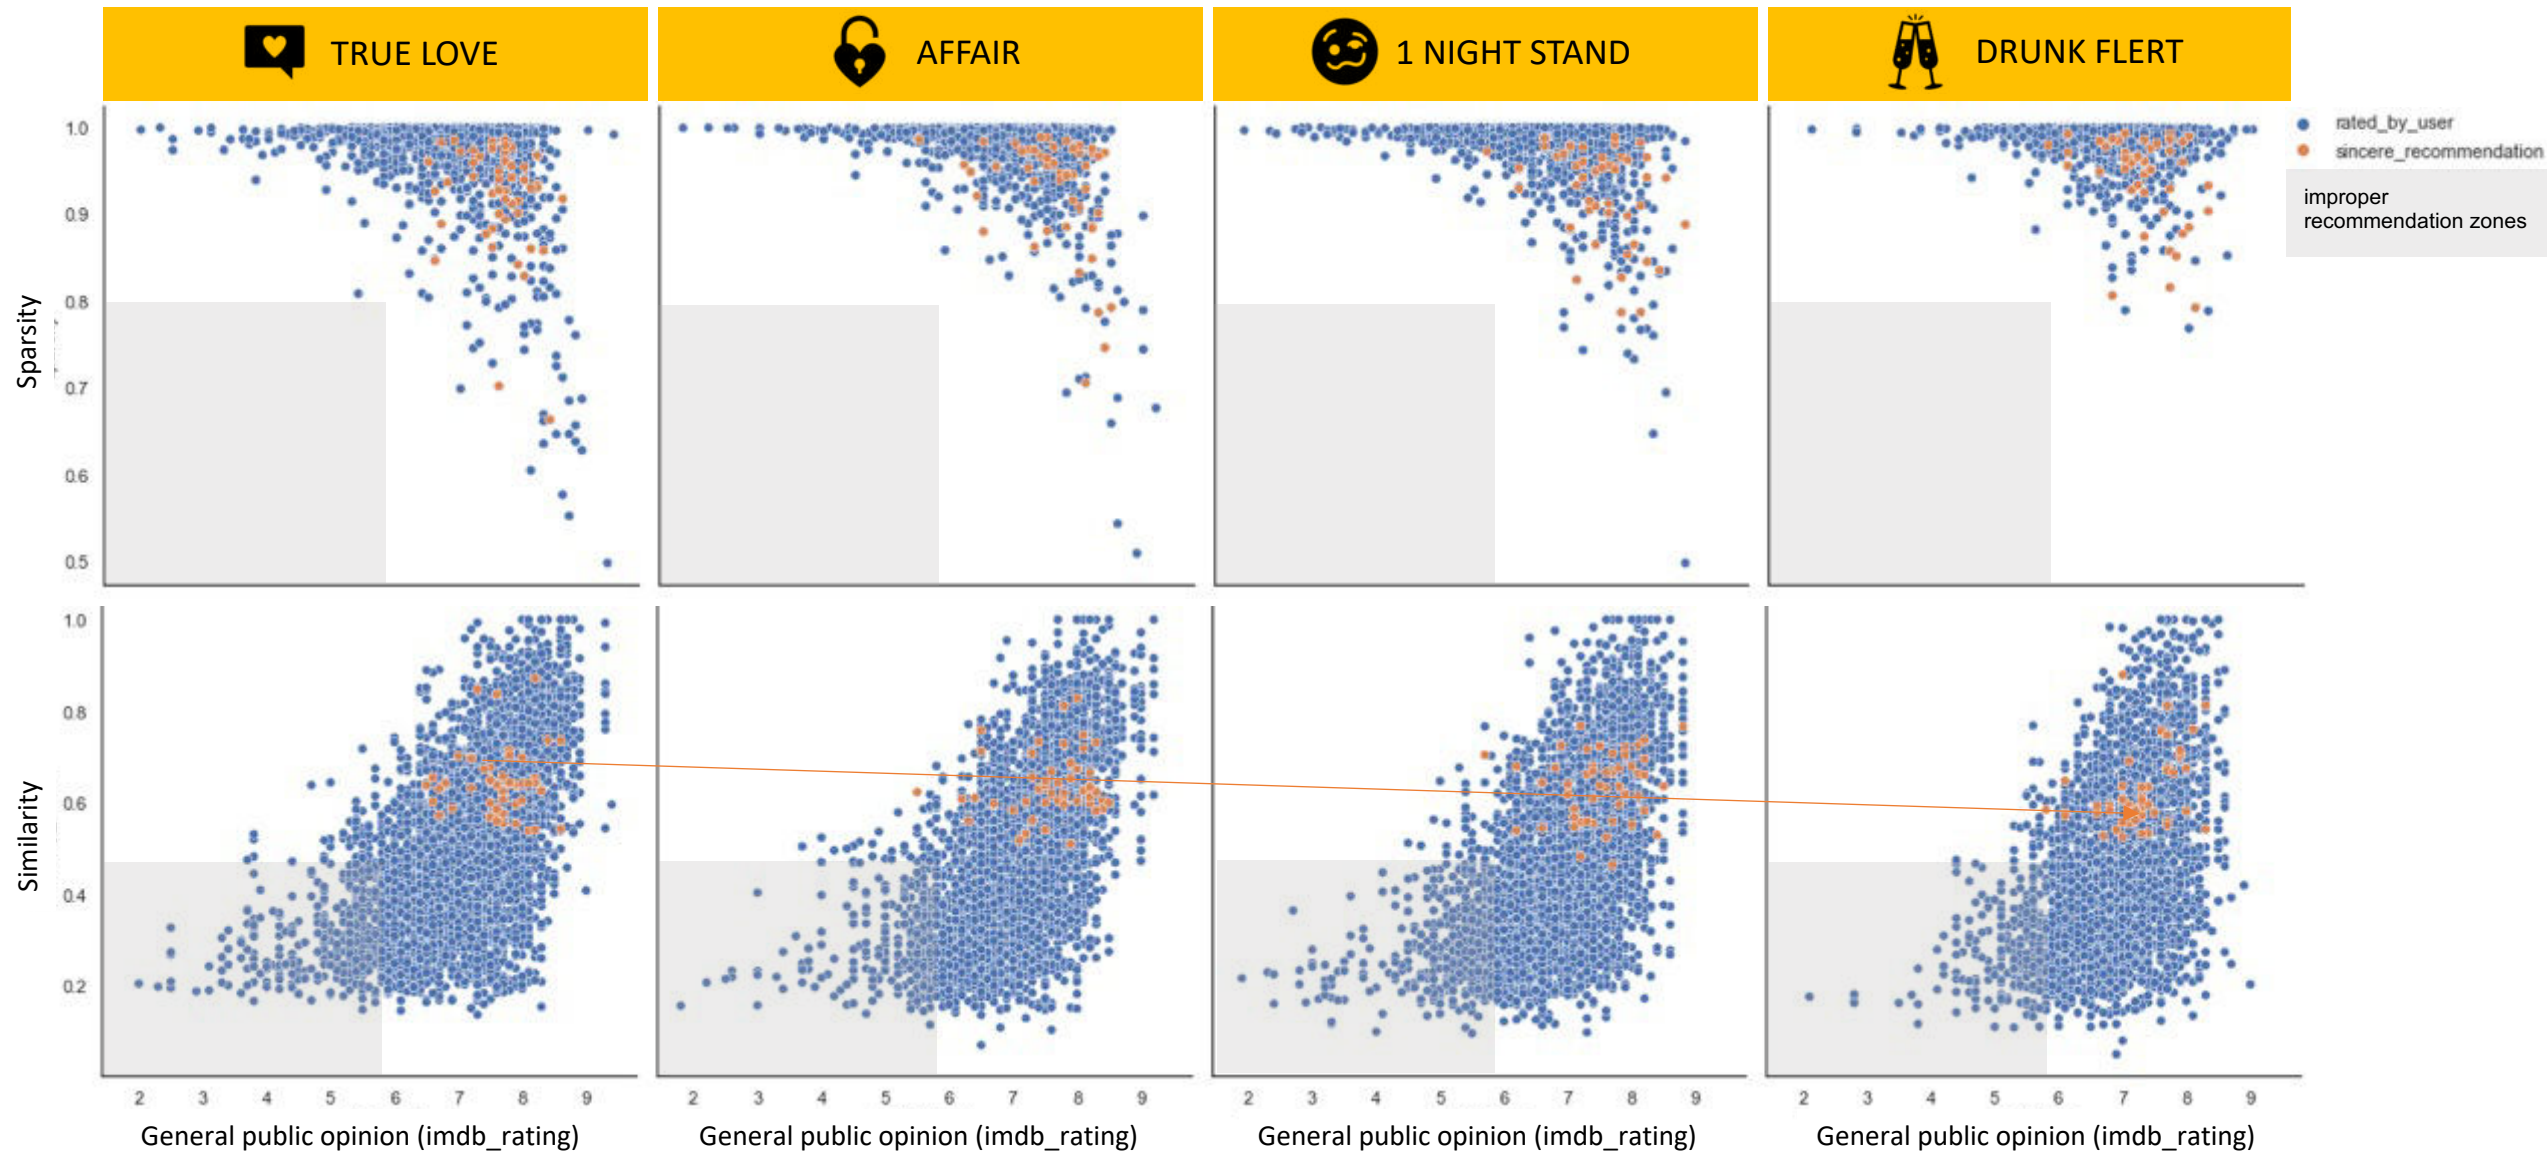 TRUE LOVE
AFFAIR
1 NIGHT STAND
DRUNK FLERT
rated_by_user
sincere_recommendation
improper
recommendation zones
Sparsity
1.0
0.9
0.8
0.7
0.6
0.5
Similarity
1.0
0.8
0.6
0.4
0.2
2 3 4 5 6 7 8 9
2 3 4 5 6 7 8 9
2 3 4 5 6 7 8 9
2 3 4 5 6 7 8 9
General public opinion (imdb_rating)
General public opinion (imdb_rating)
General public opinion (imdb_rating)
General public opinion (imdb_rating)